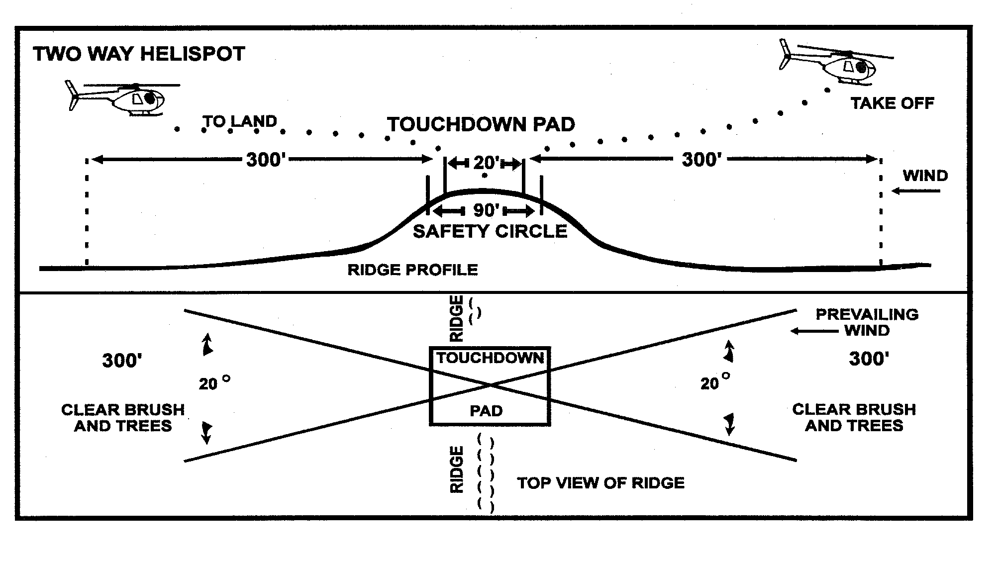 TWO WAY HELISPOT
TO LAND
TOUCHDOWN PAD
TAKE OFF
300'
20'
300'
WIND
90'
SAFETY CIRCLE
RIDGE PROFILE
RIDGE
PREVAILING
WIND
300'
20°
CLEAR BRUSH
AND TREES
TOUCHDOWN
PAD
20°
300'
CLEAR BRUSH
AND TREES
RIDGE
TOP VIEW OF RIDGE